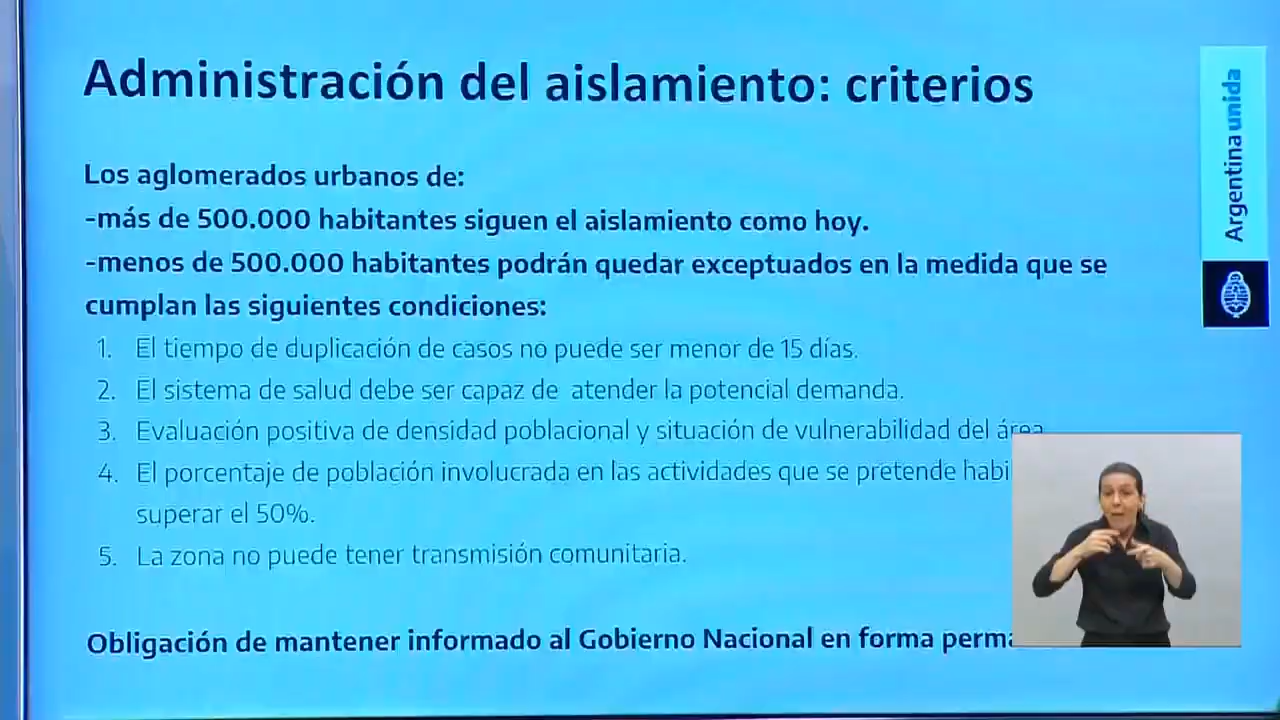 Administración del aislamiento: criterios
Los aglomerados urbanos de:
-más de 500.000 habitantes siguen el aislamiento como hoy.
-menos de 500.000 habitantes podrán quedar exceptuados en la medida que se
cumplan las siguientes condiciones:
1. El tiempo de duplicación de casos no puede ser menor de 15 días.
2. El sistema de salud debe ser capaz de atender la potencial demanda.
3. Evaluación positiva de densidad poblacional y situación de vulnerabilidad del área
4. El porcentaje de población involucrada en las actividades que se pretende
superar el 50%.
5. La zona no puede tener transmisión comunitaria.
Obligación de mantener informado al Gobierno Nacional en forma
Argentina unida